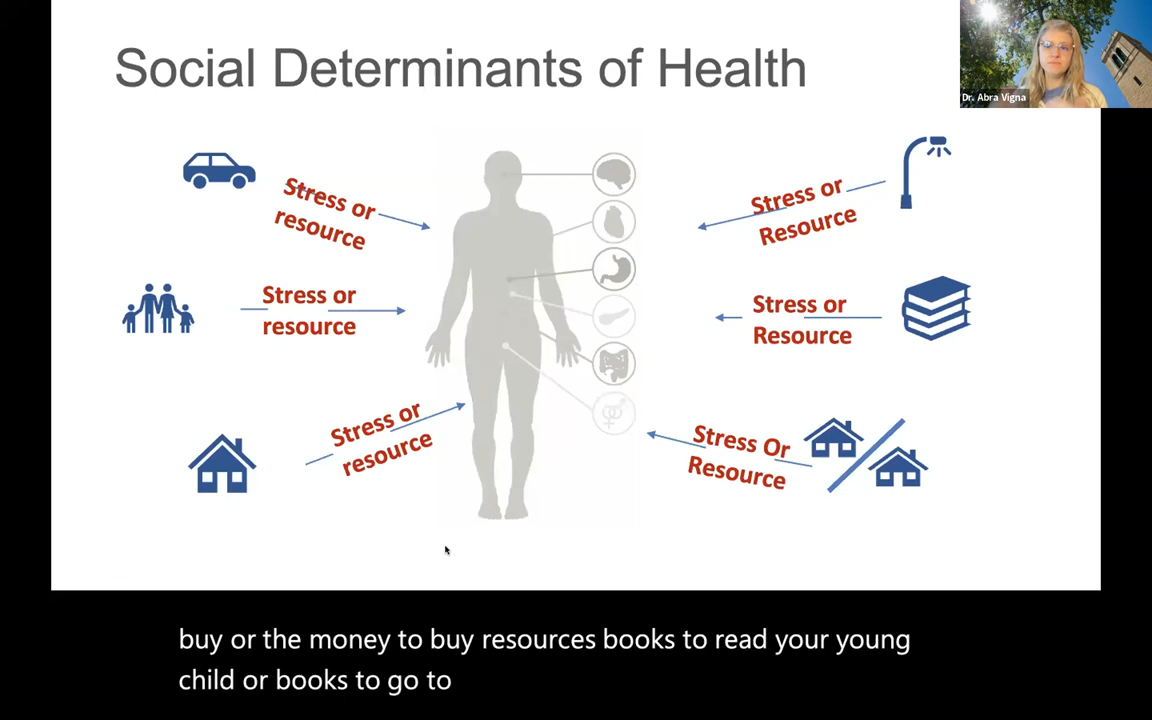 Social Determinants of Health
Dr. Abra Vigna
Stress or
resource
Stress or
Resource
Stress or
resource
Stress or
Resource
Stress or
resource
Stress Or
Resource
buy or the money to buy resources books to read your young
child or books to go to